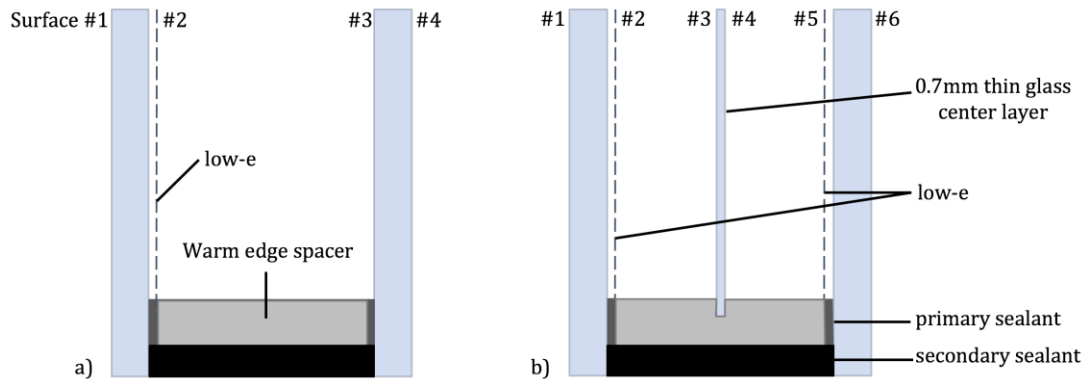 Surface #1
#2
#3
#4
low-e
Warm edge spacer
a)
#1
#2
#3
#4
#5
#6
0.7mm thin glass
center layer
low-e
primary sealant
secondary sealant
b)